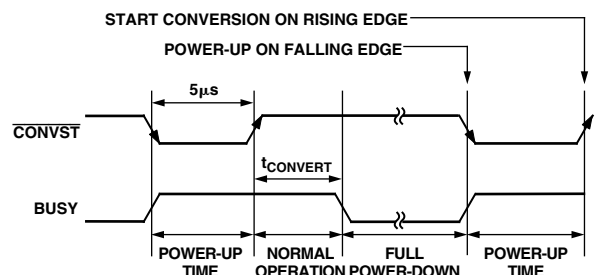 START CONVERSION ON RISING EDGE
POWER-UP ON FALLING EDGE
5μs
CONVST
tCONVERT
BUSY
POWER-UP TIME
NORMAL OPERATION
FULL POWER-DOWN
POWER-UP TIME